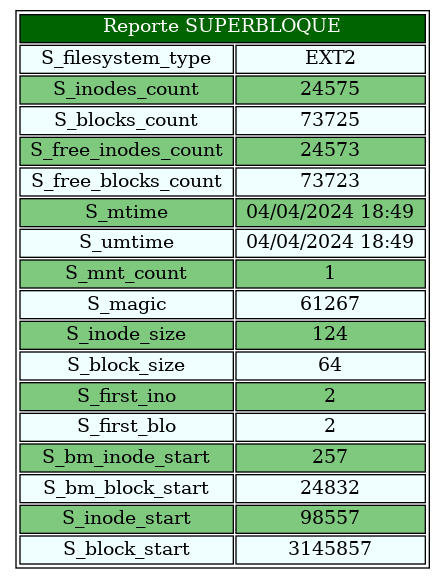 Reporte SUPERBLOQUE
S_filesystem_type EXT2
S_inodes_count 24575
S_blocks_count 73725
S_free_inodes_count 24573
S_free_blocks_count 73723
S_mtime 04/04/2024 18:49
S_umtime 04/04/2024 18:49
S_mnt_count 1
S_magic 61267
S_inode_size 124
S_block_size 64
S_first_ino 2
S_first_blo 2
S_bm_inode_start 257
S_bm_block_start 24832
S_inode_start 98557
S_block_start 3145857